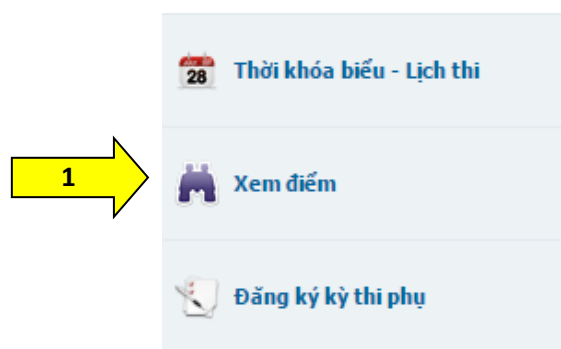 28
Thời khóa biểu - Lịch thi
1
Xem điểm
Đăng ký kỳ thi phụ